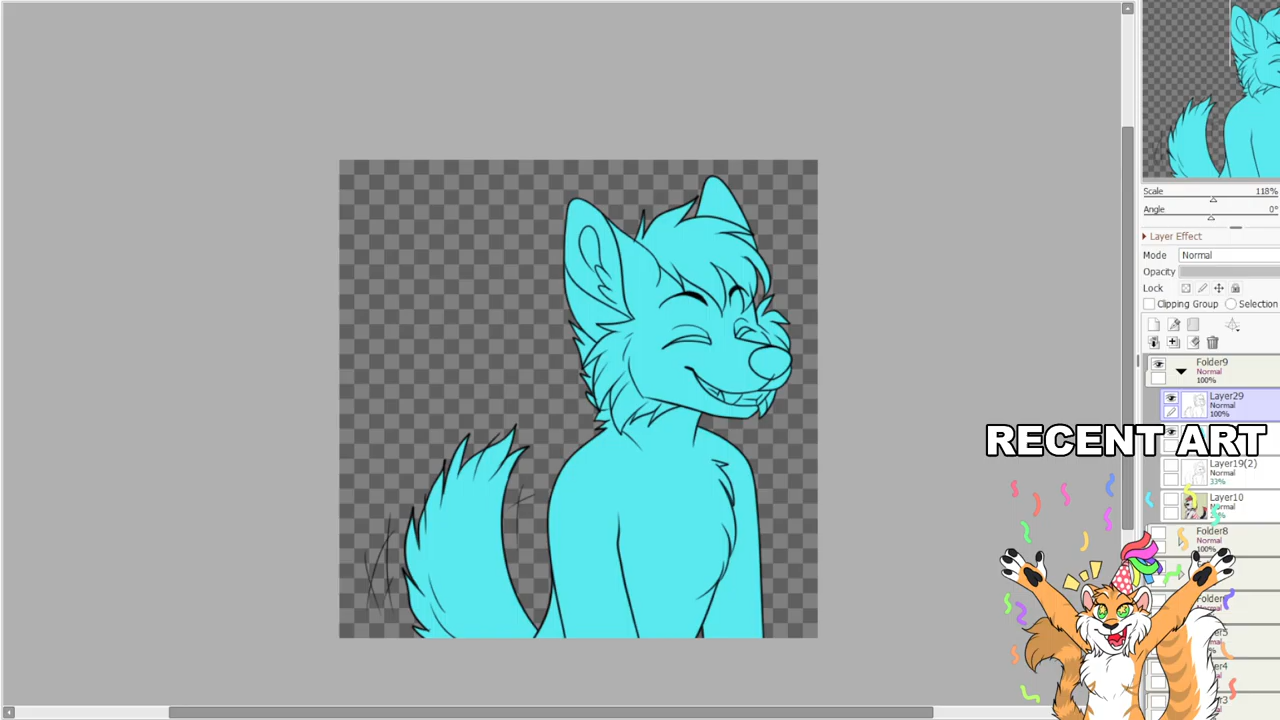 Scale 118%
Angle 0°
Layer Effect
Mode Normal
Opacity
Lock
Clipping Group Selection
Folder9
Normal
100%
Layer29
Normal
100%
RECENT ART
Layer19(2)
Normal
33%
Layer10
Normal
Folder8
Normal
100%